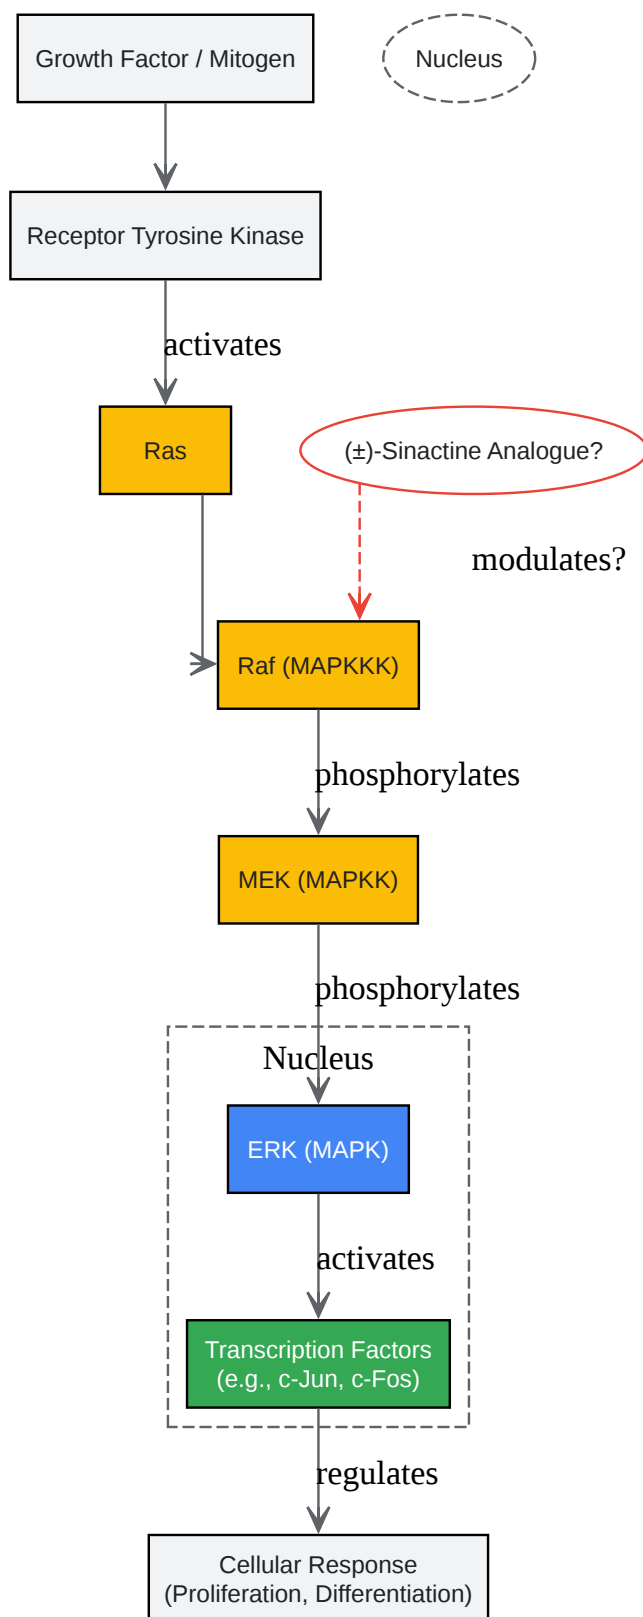 Growth Factor / Mitogen
Nucleus
Receptor Tyrosine Kinase
activates
Ras
(±)-Sinactine Analogue?
modulates?
Raf (MAPKKK)
phosphorylates
MEK (MAPKK)
phosphorylates
Nucleus
ERK (MAPK)
activates
Transcription Factors
(e.g., c-Jun, c-Fos)
regulates
Cellular Response
(Proliferation, Differentiation)